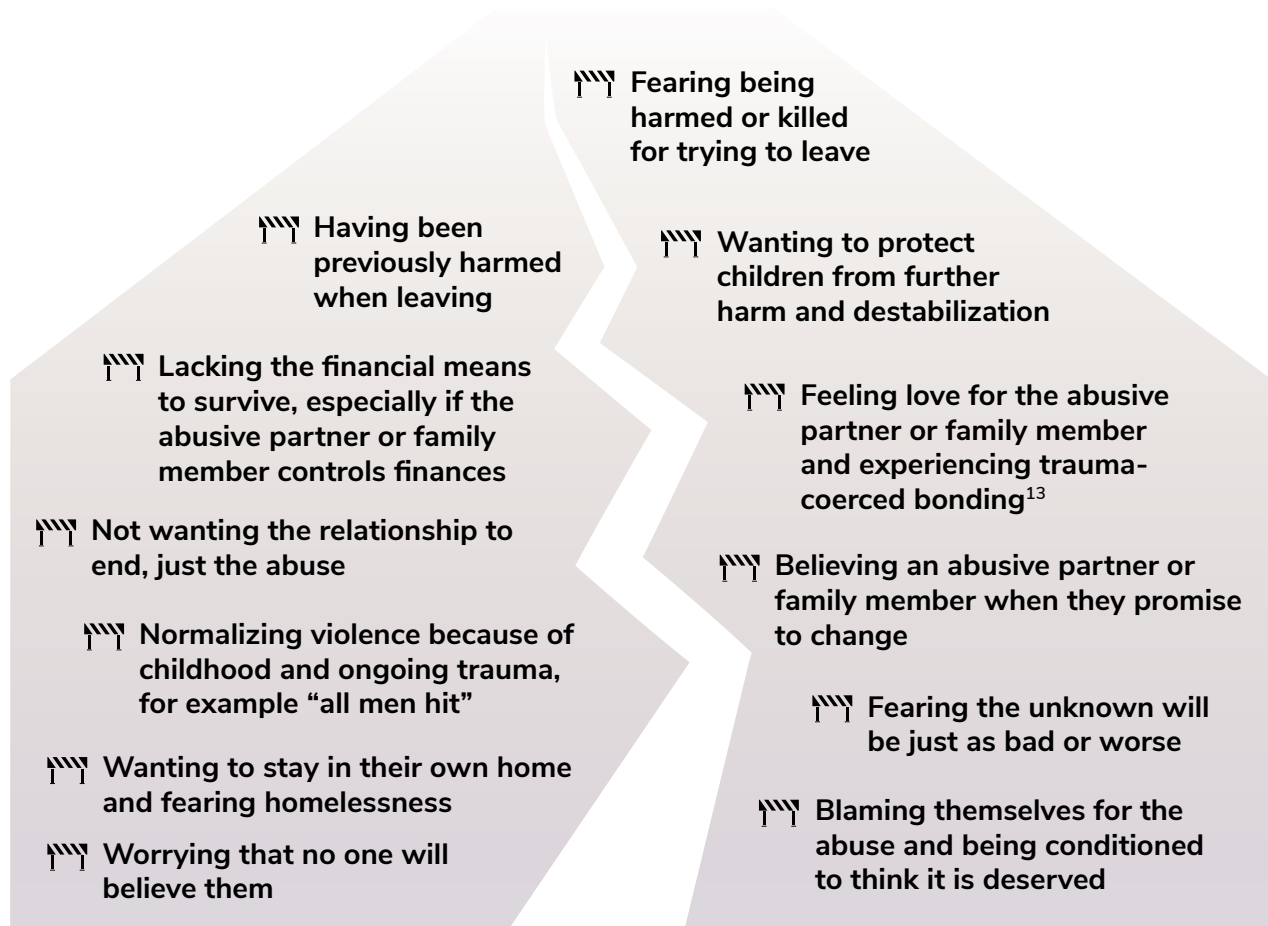 Fearing being
harmed or killed
for trying to leave
Having been
previously harmed
when leaving
Wanting to protect
children from further
harm and destabilization
Lacking the financial means
to survive, especially if the
abusive partner or family
member controls finances
Feeling love for the abusive
partner or family member
and experiencing trauma-
coerced bonding13
Not wanting the relationship to
end, just the abuse
Believing an abusive partner or
family member when they promise
to change
Normalizing violence because of
childhood and ongoing trauma,
for example “all men hit”
Fearing the unknown will
be just as bad or worse
Wanting to stay in their own home
and fearing homelessness
Blaming themselves for the
abuse and being conditioned
to think it is deserved
Worrying that no one will
believe them